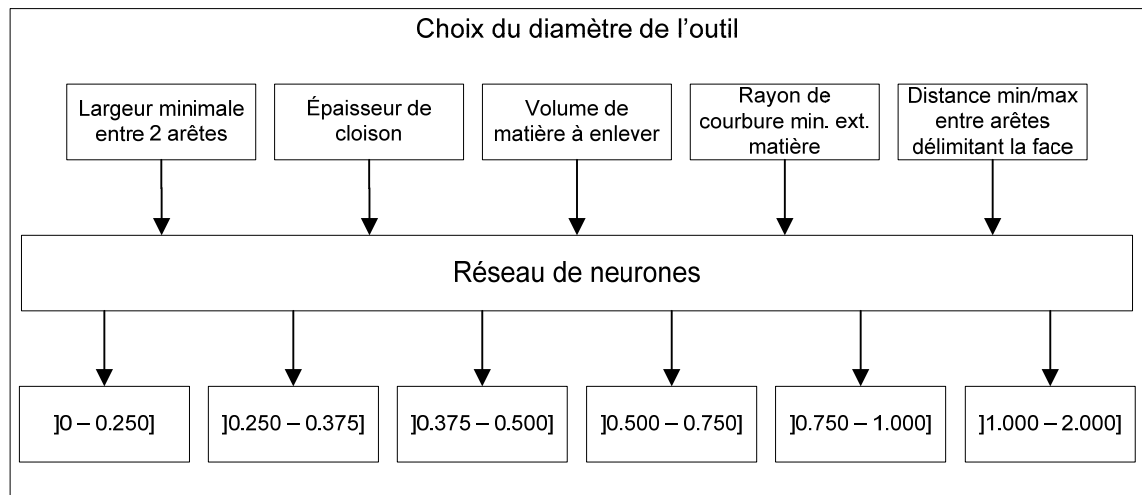 Choix du diamètre de l’outil
Largeur minimale
entre 2 arêtes
Épaisseur de
cloison
Volume de
matière à enlever
Rayon de
courbure min. ext.
matière
Distance min/max
entre arêtes
délimitant la face
Réseau de neurones
]0 – 0.250]
]0.250 – 0.375]
]0.375 – 0.500]
]0.500 – 0.750]
]0.750 – 1.000]
]1.000 – 2.000]